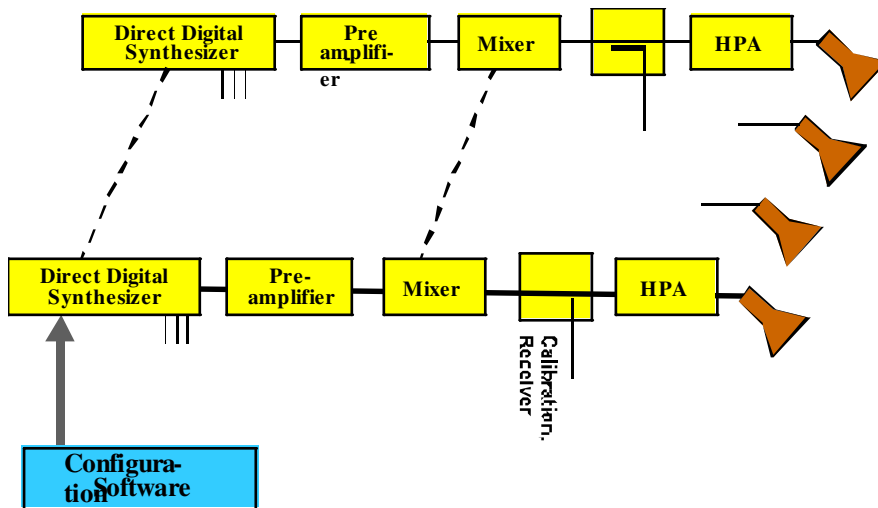 Direct Digital
Synthesizer
Pre
amplifi-
er
Mixer
HPA
Direct Digital
Synthesizer
Pre-
amplifier
Mixer
HPA
Calibration.
Receiver
Configura-
tion
Software